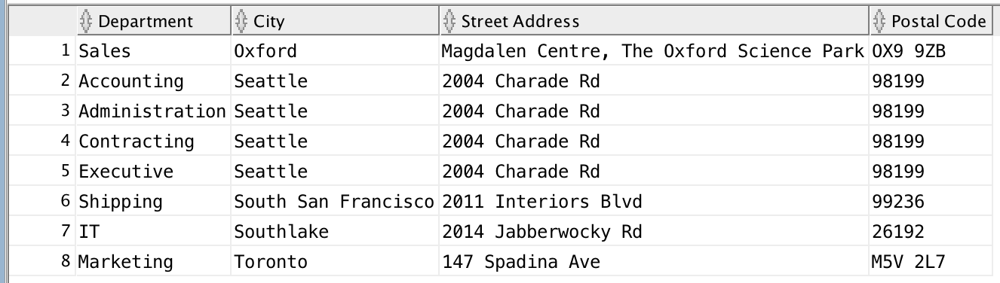 Department City Street Address Postal Code
1 Sales Oxford Magdalen Centre, The Oxford Science Park OX9 9ZB
2 Accounting Seattle 2004 Charade Rd 98199
3 Administration Seattle 2004 Charade Rd 98199
4 Contracting Seattle 2004 Charade Rd 98199
5 Executive Seattle 2004 Charade Rd 98199
6 Shipping South San Francisco 2011 Interiors Blvd 99236
7 IT Southlake 2014 Jabberwocky Rd 26192
8 Marketing Toronto 147 Spadina Ave M5V 2L7